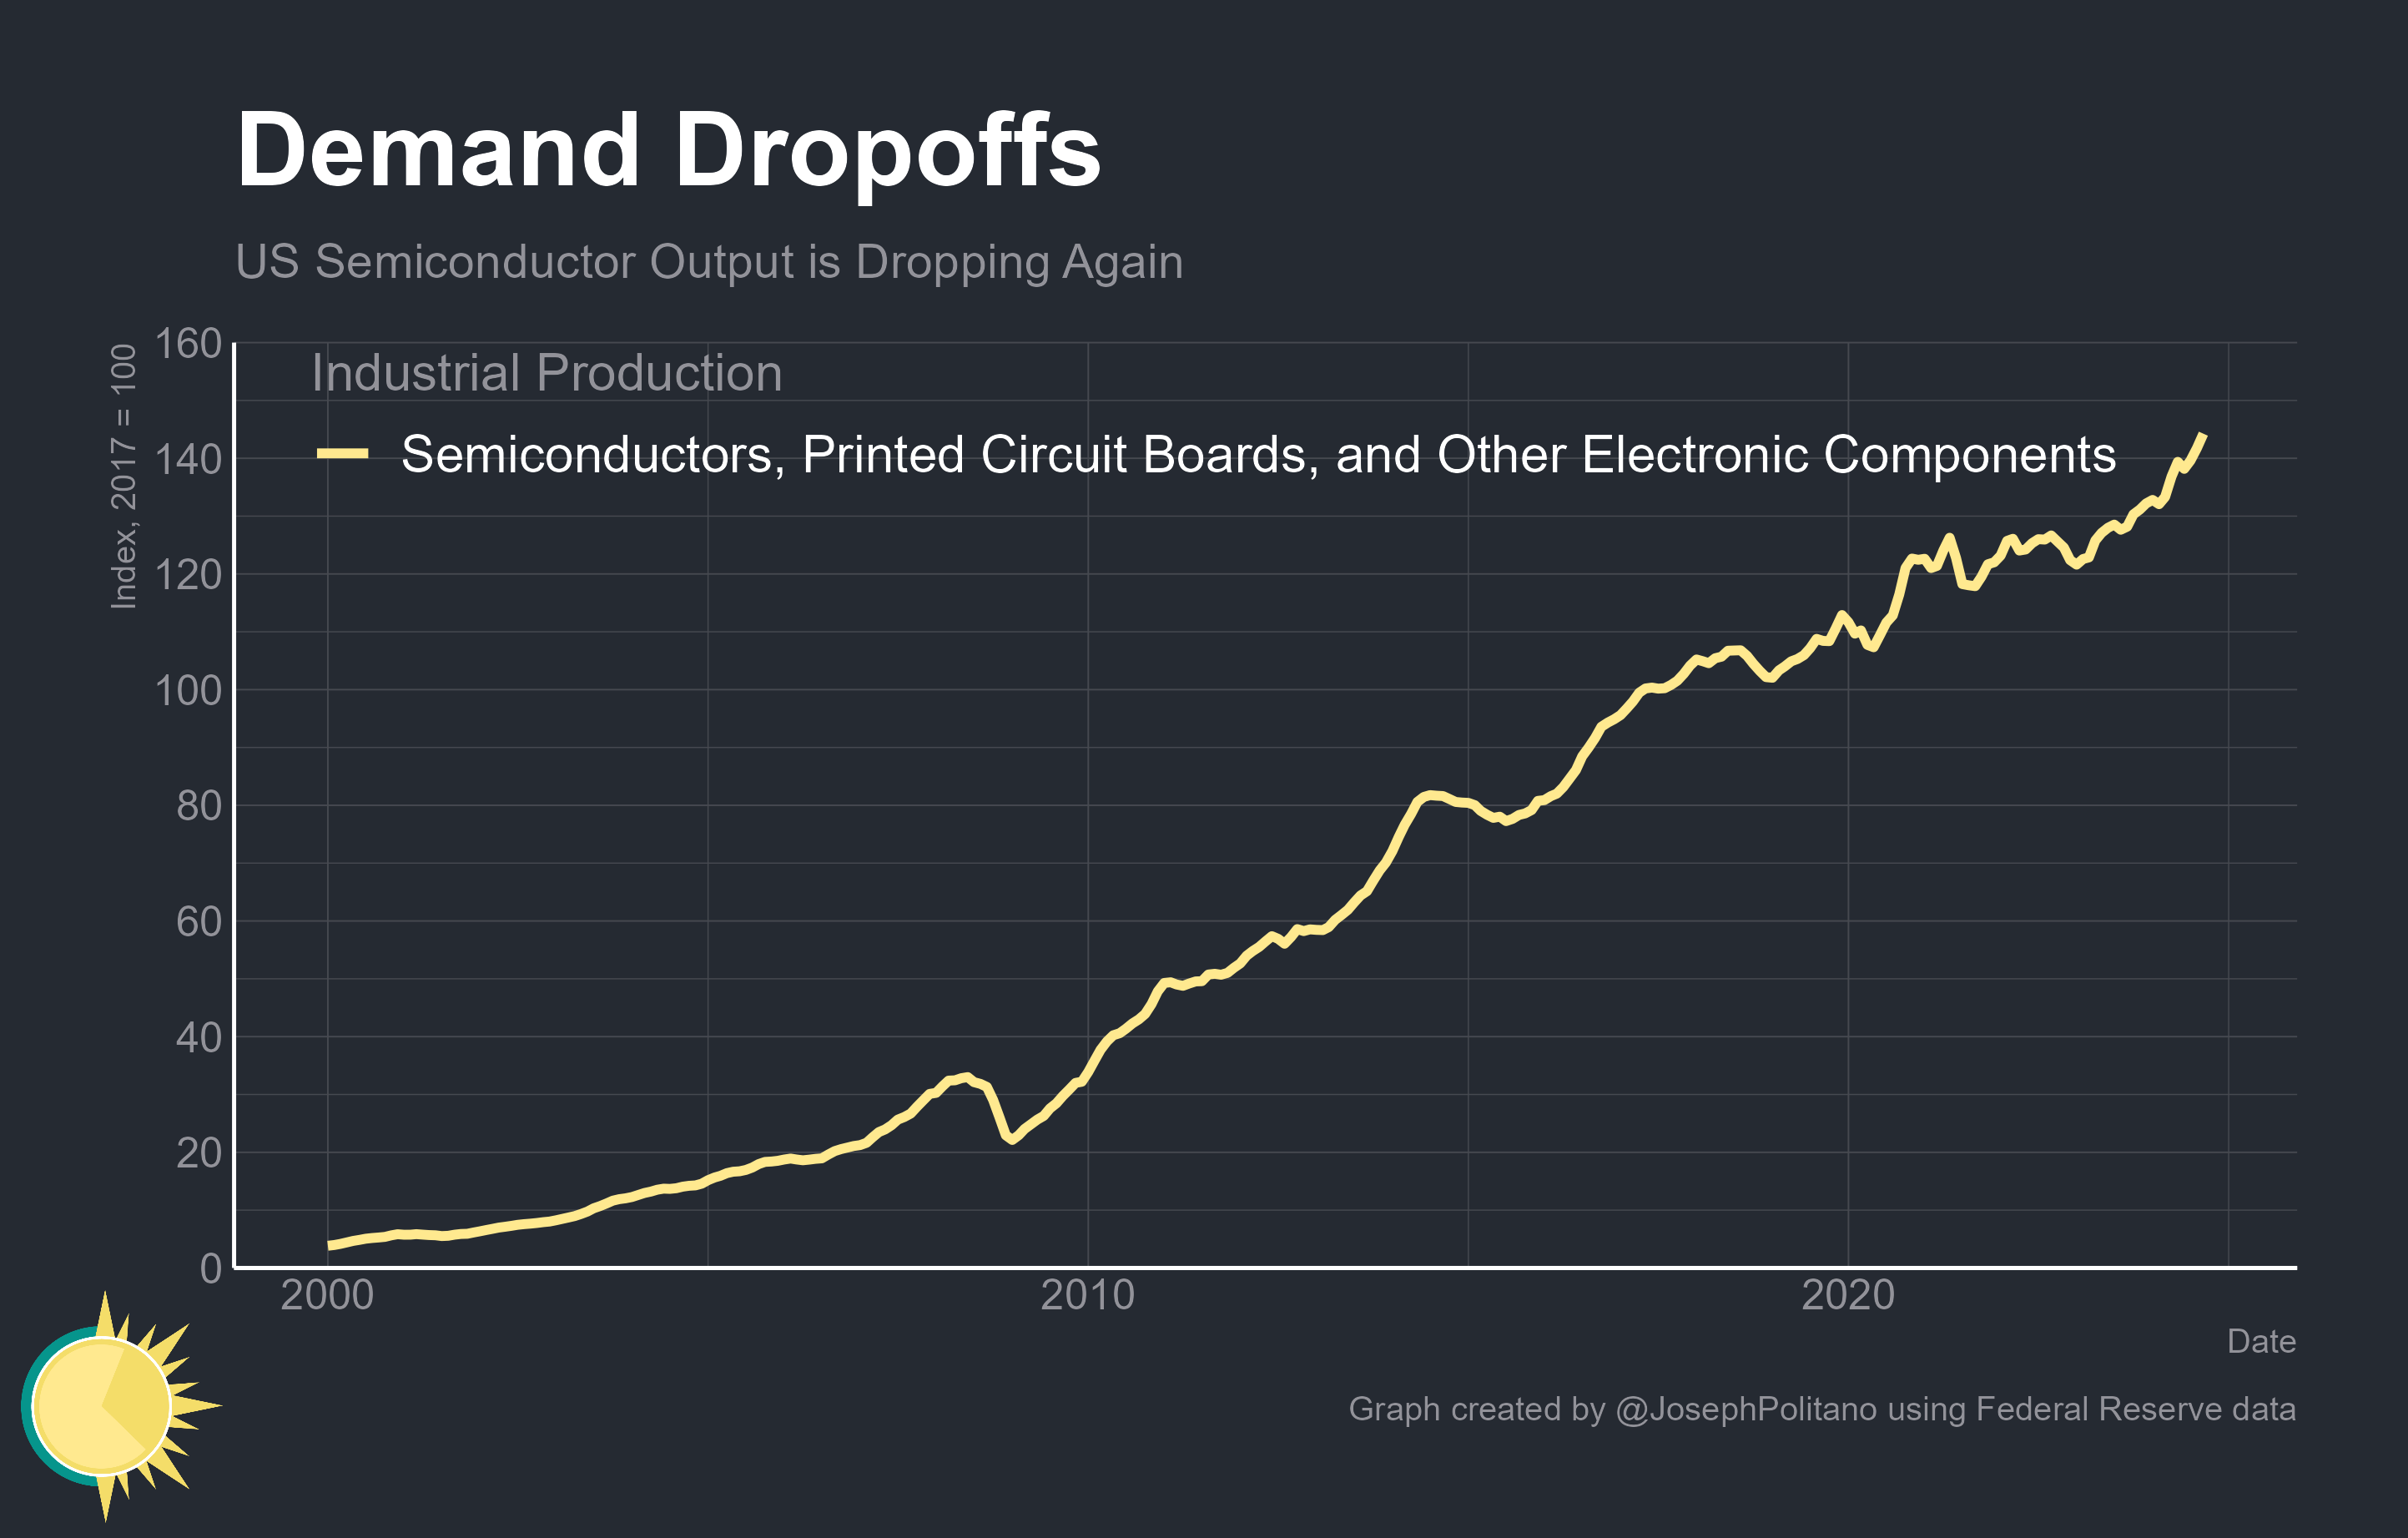 Demand Dropoffs
US Semiconductor Output is Dropping Again
Index, 2017 = 100
160
140
120
100
80
60
40
20
0
Industrial Production
Semiconductors, Printed Circuit Boards, and Other Electronic Components
2000 2010 2020
Date
Graph created by @JosephPolitano using Federal Reserve data